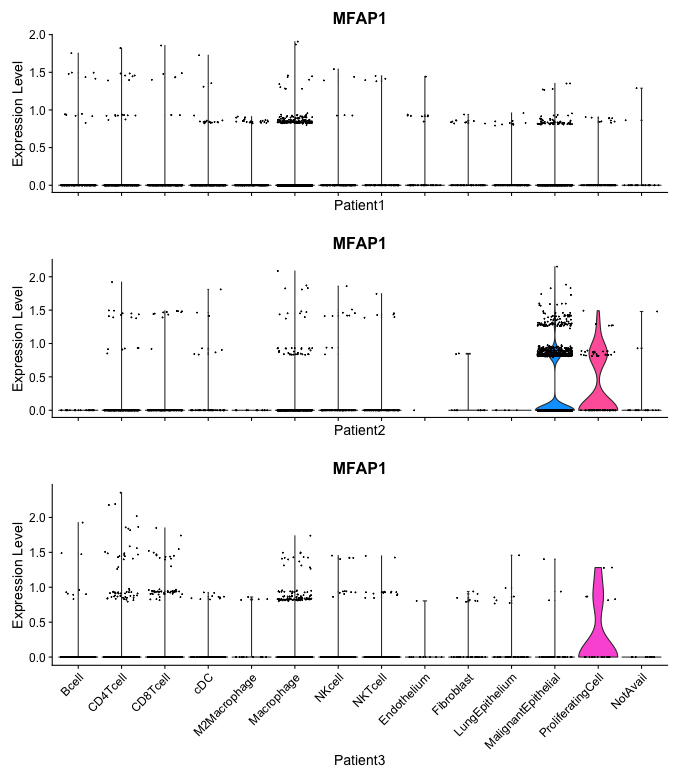 MFAP1
Expression Level
2.0
1.5
1.0
0.5
0.0
Patient1
MFAP1
Expression Level
2.0
1.5
1.0
0.5
0.0
Patient2
MFAP1
Expression Level
2.0
1.5
1.0
0.5
0.0
Bcell
CD4Tcell
CD8Tcell
cDC
M2Macrophage
Macrophage
NKcell
NKTcell
Endothelium
Fibroblast
LungEpithelium
MalignantEpithelial
ProliferatingCell
NotAvail
Patient3